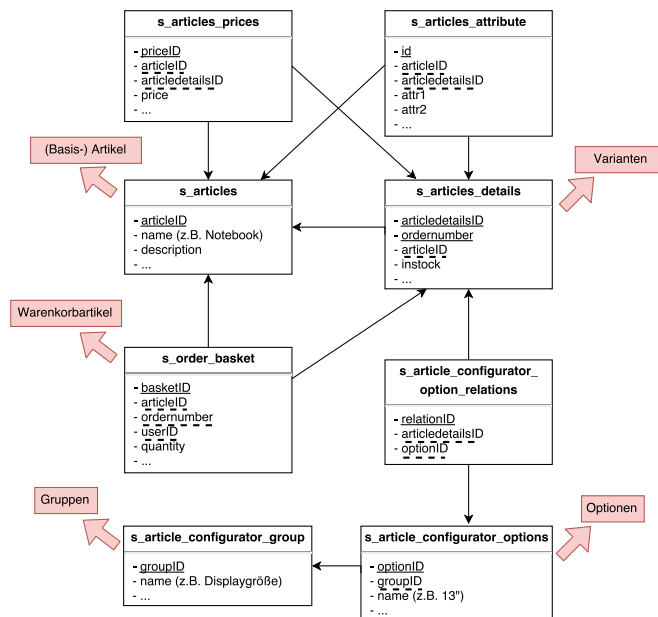 s_articles_prices
- priceID
- articleID
- articledetailsID
- price
- ...
s_articles_attribute
- id
- articleID
- articledetailsID
- attr1
- attr2
- ...
(Basis-) Artikel
Varianten
s_articles
- articleID
- name (z.B. Notebook)
- description
- ...
s_articles_details
- articledetailsID
- ordernumber
- articleID
- instock
- ...
Warenkorbartikel
s_order_basket
- basketID
- articleID
- ordernumber
- userID
- quantity
- ...
s_article_configurator_
option_relations
- relationID
- articledetailsID
- optionID
Gruppen
Optionen
s_article_configurator_group
- groupID
- name (z.B. Displaygröße)
- ...
s_article_configurator_options
- optionID
- groupID
- name (z.B. 13")
- ...